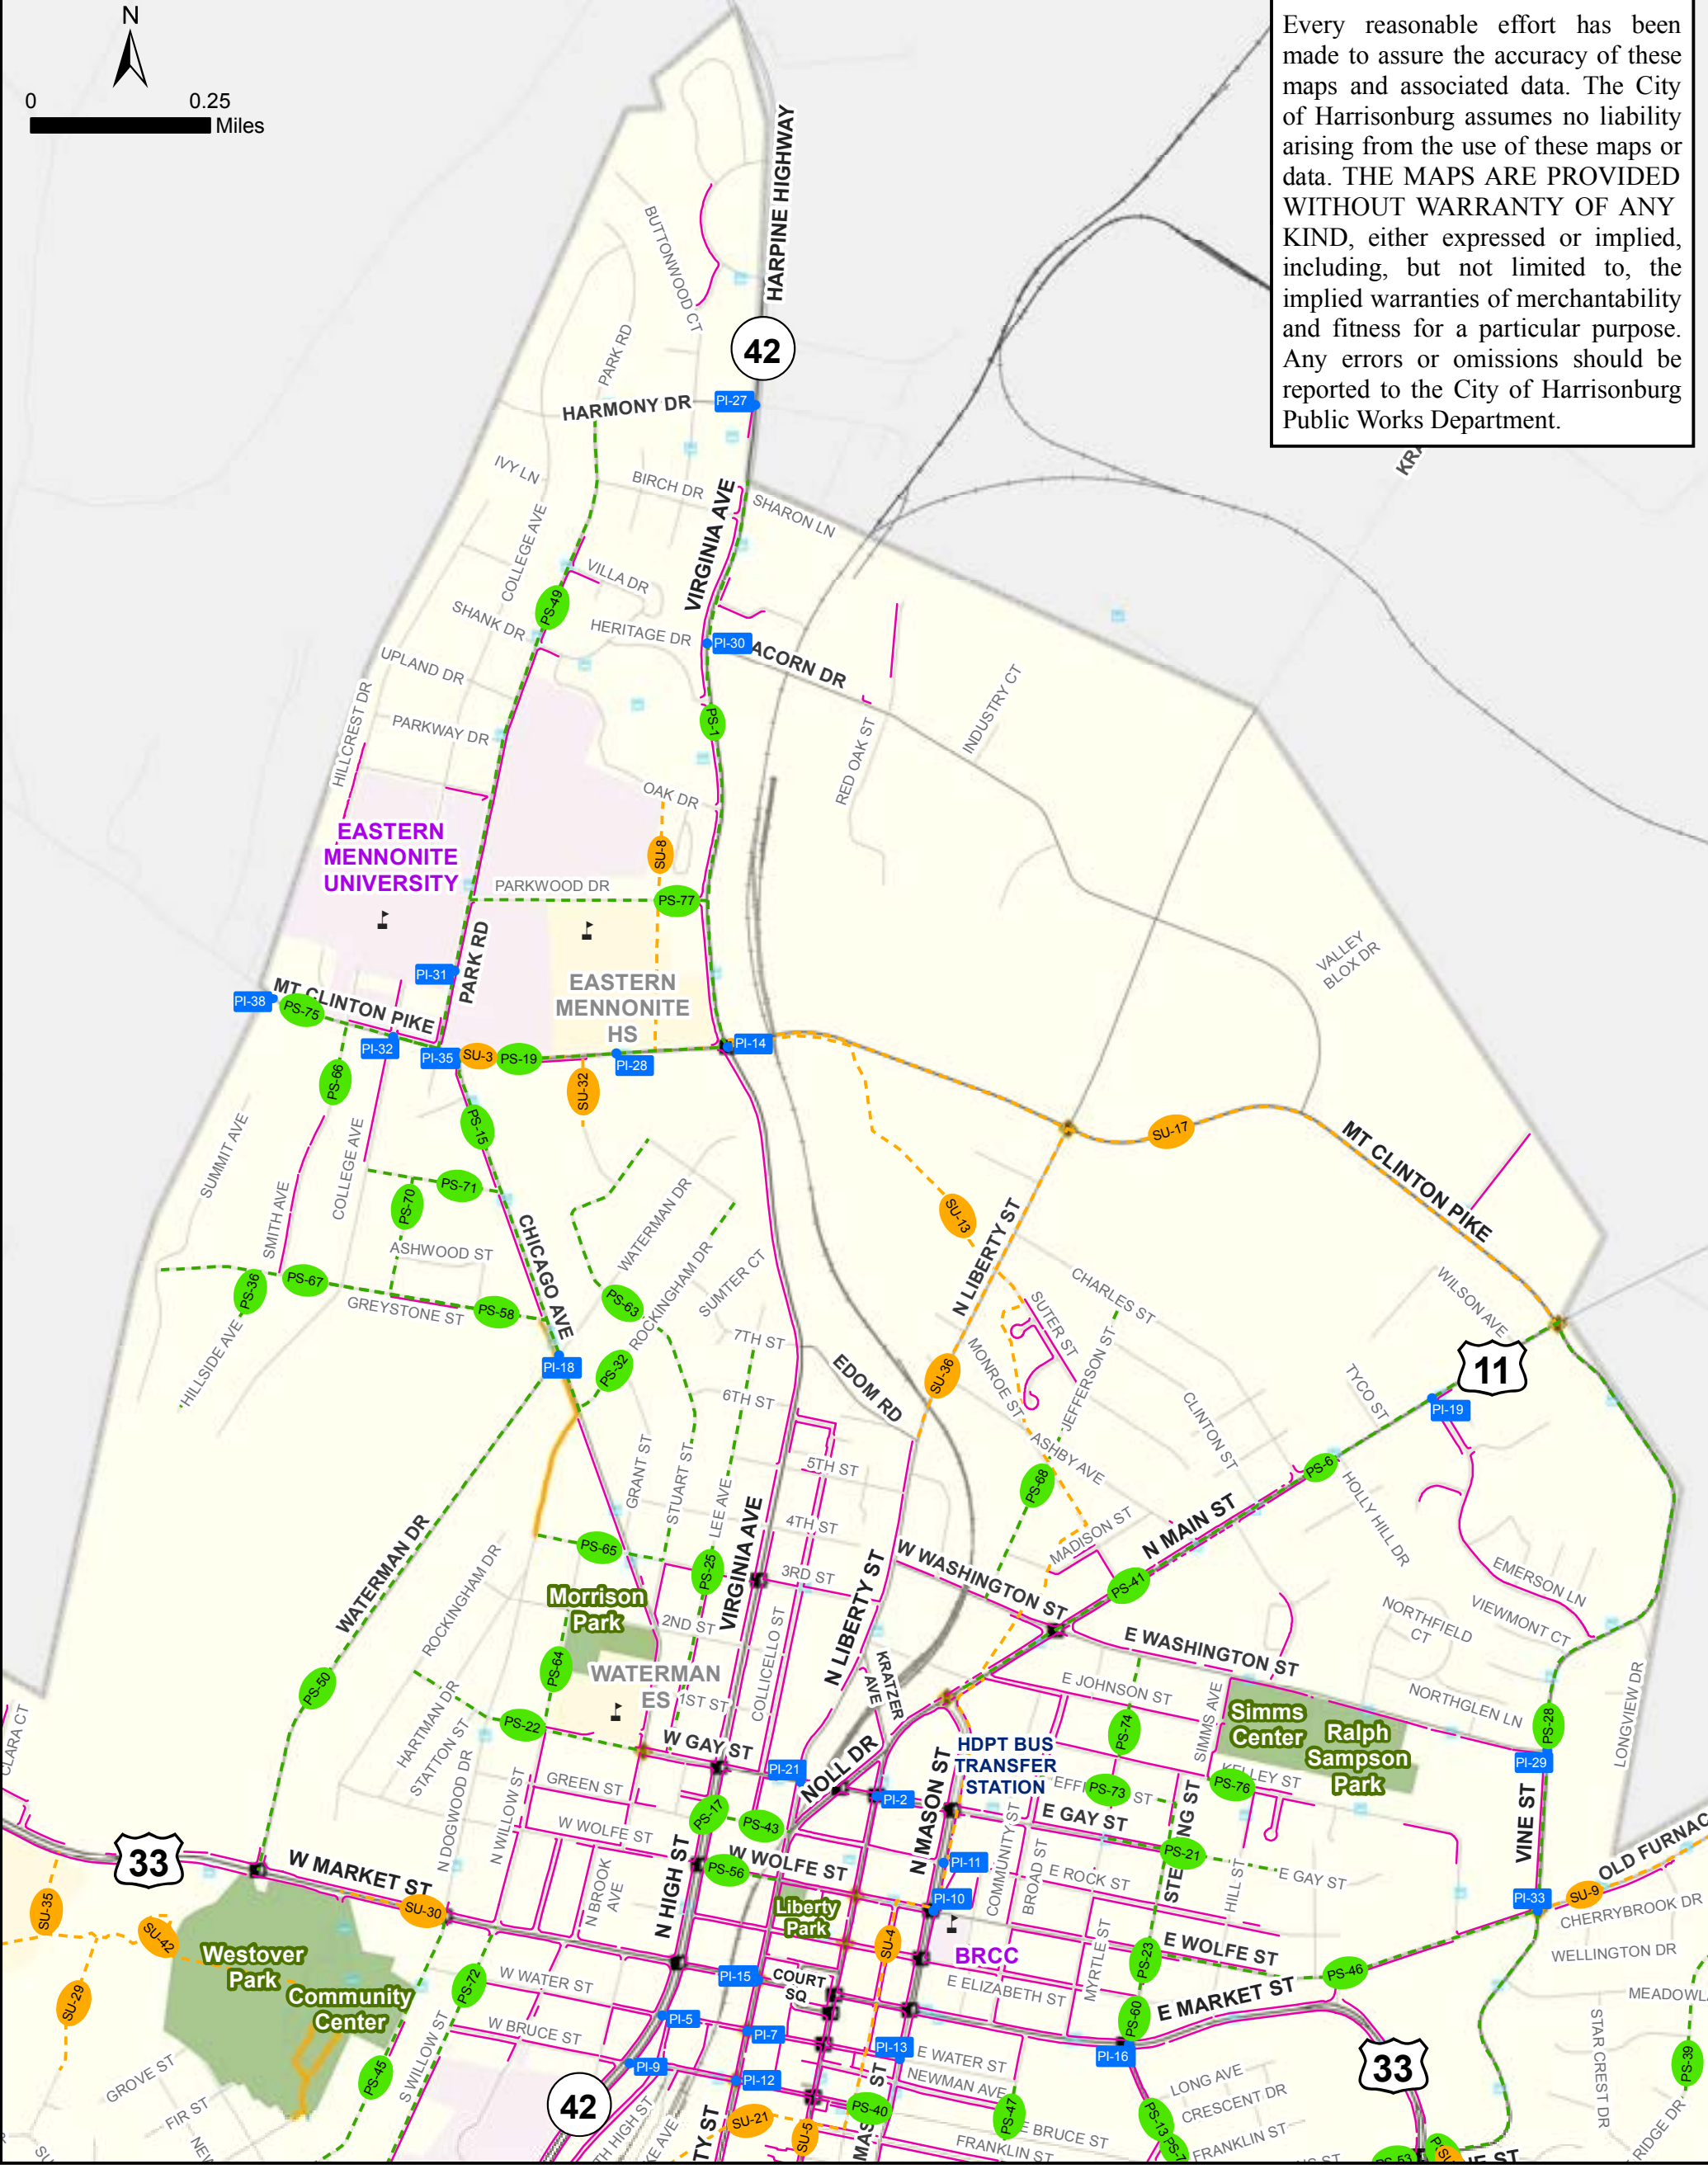 N
0 0.25
Miles
Every reasonable effort has been
made to assure the accuracy of these
maps and associated data. The City
of Harrisonburg assumes no liability
arising from the use of these maps or
data. THE MAPS ARE PROVIDED
WITHOUT WARRANTY OF ANY
KIND, either expressed or implied,
including, but not limited to, the
implied warranties of merchantability
and fitness for a particular purpose.
Any errors or omissions should be
reported to the City of Harrisonburg
Public Works Department.
HARPINE HIGHWAY
BUTTONWOOD CT
42
PARK RD
HARMONY DR
PI-27
KRA
IVY LN
BIRCH DR
SHARON LN
COLLEGE AVE
VIRGINIA AVE
VILLA DR
PS-49
SHANK DR
HERITAGE DR
PI-30
ACORN DR
UPLAND DR
HILLCREST DR
PARKWAY DR
PS-1
INDUSTRY CT
RED OAK ST
OAK DR
EASTERN
MENNONITE
UNIVERSITY
SU-8
PARKWOOD DR
PS-77
PARK RD
PI-31
VALLEY
BLOX DR
EASTERN
MENNONITE
HS
PI-38
PS-75
MT CLINTON PIKE
PI-32
PI-35
SU-3
PS-19
PI-28
PI-14
PS-66
SU-32
PS-15
SU-17
MT CLINTON PIKE
SUMMIT AVE
COLLEGE AVE
SMITH AVE
PS-71
PS-70
ASHWOOD ST
CHICAGO AVE
WATERMAN DR
ROCKINGHAM DR
SUMTER CT
SU-13
N LIBERTY ST
PS-36
PS-67
GREYSTONE ST
PS-58
PS-63
HILLSIDE AVE
PI-18
PS-32
7TH ST
6TH ST
EDOM RD
SU-36
CHARLES ST
SUTER ST
MONROE ST
JEFFERSON ST
WILSON AVE
11
TYCO ST
PI-19
CLINTON ST
ASHBY AVE
PS-68
PS-6
HOLLY HILL DR
GRANT ST
STUART ST
LEE AVE
5TH ST
4TH ST
3RD ST
VIRGINIA AVE
WATERMAN DR
PS-65
PS-25
ROCKINGHAM DR
W WASHINGTON ST
MADISON ST
N MAIN ST
PS-41
EMERSON LN
VIEWMONT CT
NORTHFIELD
CT
Morrison
Park
2ND ST
COLLICELLO ST
N LIBERTY ST
KRATZER
AVE
E WASHINGTON ST
PS-64
WATERMAN
ES
1ST ST
PS-50
E JOHNSON ST
SIMMS AVE
Simms
Center
Ralph
Sampson
Park
NORTHGLEN LN
LONGVIEW DR
PS-28
PI-29
CLARA CT
HARTMAN DR
STATTON ST
PS-22
W GAY ST
PI-21
NOLL DR
PI-2
N MASON ST
HDPT BUS
TRANSFER
STATION
PS-74
PS-73
ST
PS-76
KELLEY ST
N DOGWOOD DR
N WILLOW ST
GREEN ST
PS-17
PS-43
W WOLFE ST
E GAY ST
COMMUNITY ST
BROAD ST
PS-21
E GAY ST
VINE ST
OLD FURNAC
33
W MARKET ST
N BROOK
AVE
N HIGH ST
PS-56
W WOLFE ST
PI-11
PI-10
E ROCK ST
HILL ST
PI-33
SU-9
CHERRYBROOK DR
WELLINGTON DR
SU-35
SU-42
SU-30
Liberty
Park
SU-4
BRCC
MYRTLE ST
PS-23
E WOLFE ST
PS-46
Westover
Park
SU-29
Community
Center
PS-72
W WATER ST
PI-15
COURT
SQ
E ELIZABETH ST
PS-60
E MARKET ST
MEADOWL
W BRUCE ST
PI-5
PI-7
PI-13
E WATER ST
PI-16
STAR CREST DR
33
PS-39
GROVE ST
PS-45
S WILLOW ST
PI-9
PI-12
NEWMAN AVE
LONG AVE
CRESCENT DR
FIR ST
42
SU-21
SU-5
PS-40
PS-47
E BRUCE ST
FRANKLIN ST
PS-13
FRANKLIN ST
PS-53
RIDGE DR